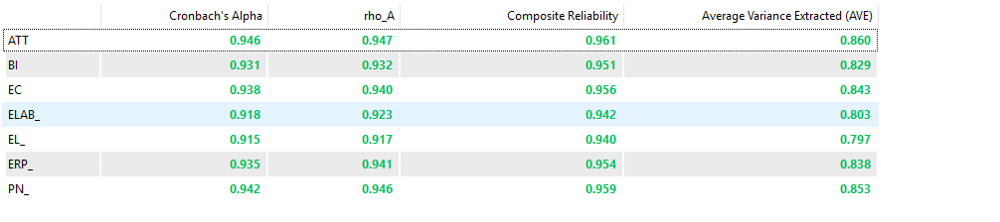 Cronbach's Alpha rho_A Composite Reliability Average Variance Extracted (AVE)
ATT 0.946 0.947 0.961 0.860
BI 0.931 0.932 0.951 0.829
EC 0.938 0.940 0.956 0.843
ELAB_ 0.918 0.923 0.942 0.803
EL_ 0.915 0.917 0.940 0.797
ERP_ 0.935 0.941 0.954 0.838
PN_ 0.942 0.946 0.959 0.853